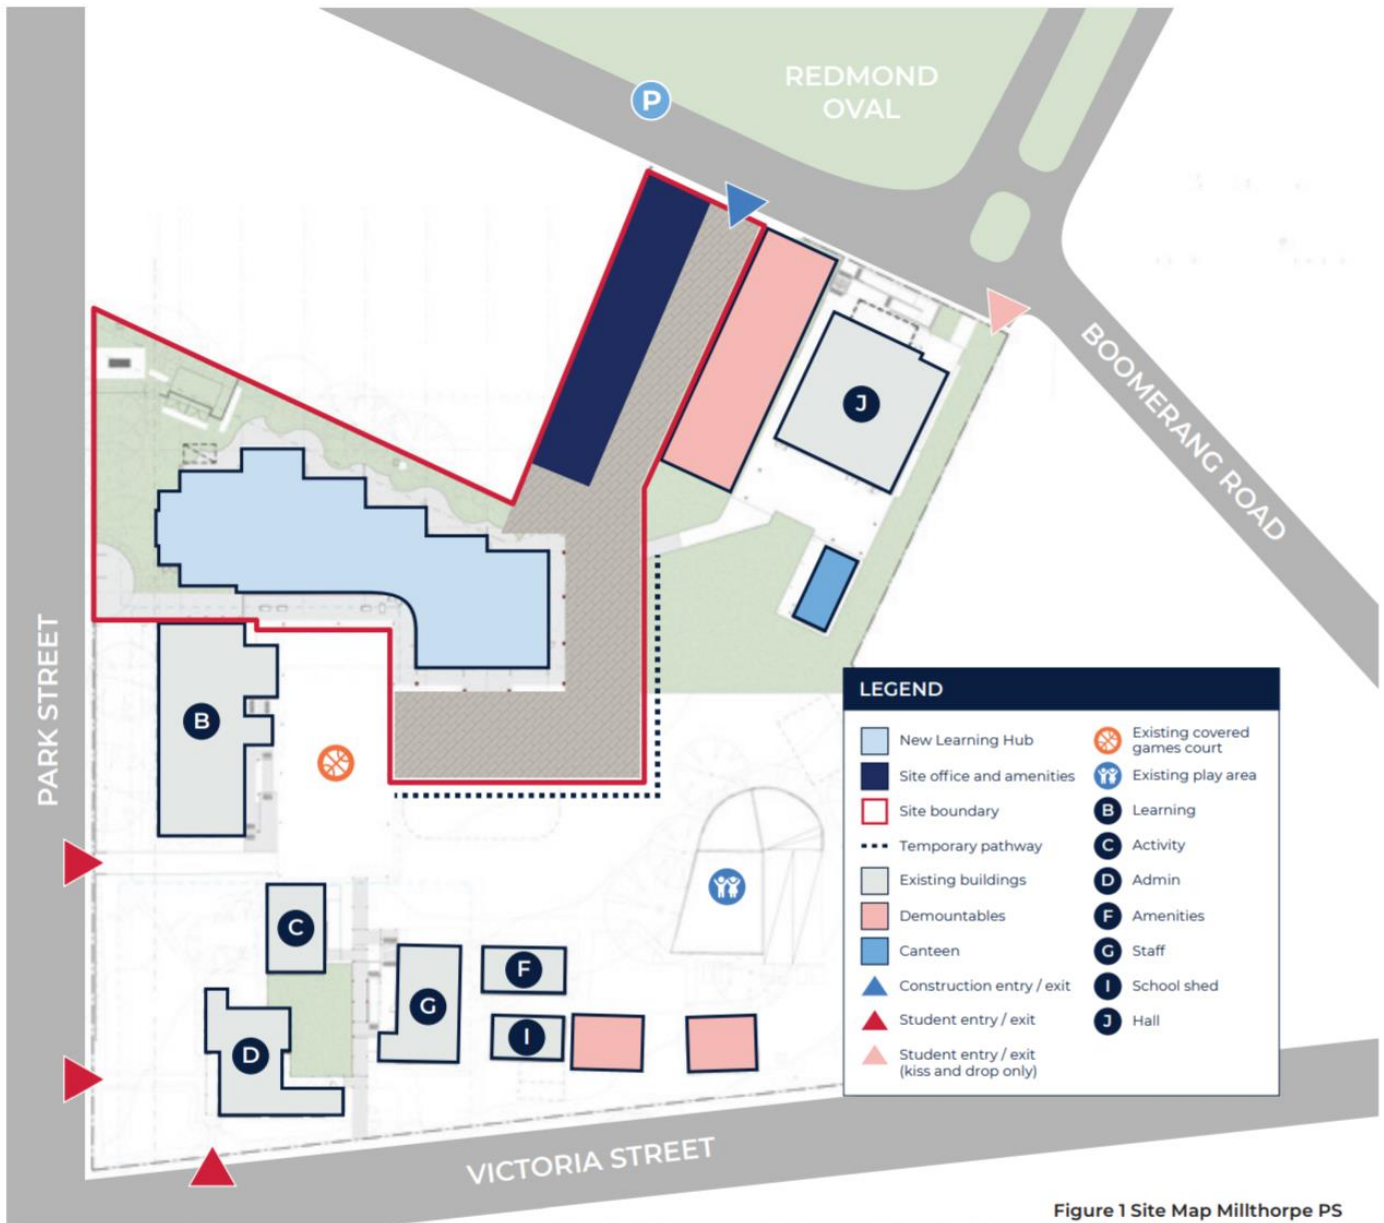 REDMOND
OVAL
P
J
BOOMERANG ROAD
PARK STREET
B
C
D
G
F
I
VICTORIA STREET
LEGEND
New Learning Hub
Site office and amenities
Site boundary
Temporary pathway
Existing buildings
Demountables
Canteen
Construction entry / exit
Student entry / exit
Student entry / exit
(kiss and drop only)
Existing covered
games court
Existing play area
B Learning
C Activity
D Admin
F Amenities
G Staff
I School shed
J Hall
Figure 1 Site Map Millthorpe PS